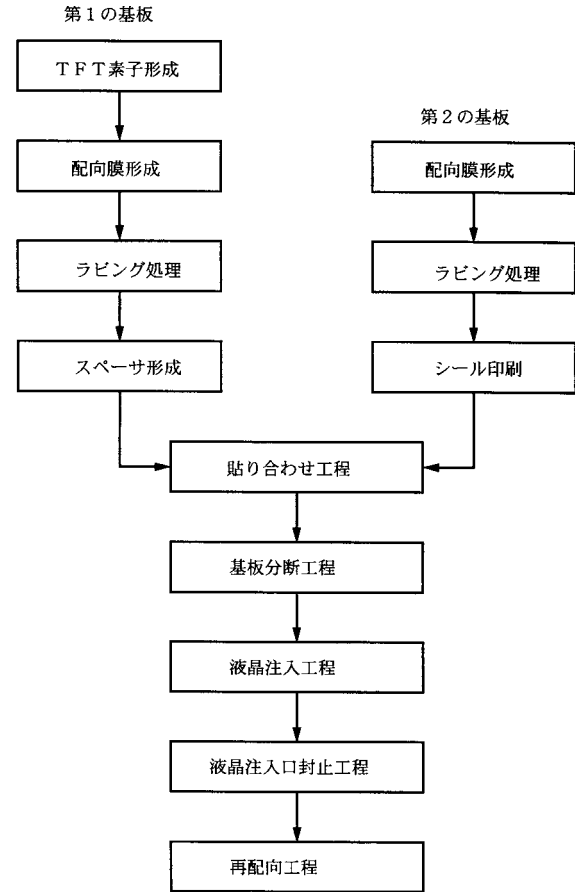 第１の基板
ＴＦＴ素子形成
配向膜形成
ラビング処理
スペーサ形成
第２の基板
配向膜形成
ラビング処理
シール印刷
貼り合わせ工程
基板分断工程
液晶注入工程
液晶注入口封止工程
再配向工程